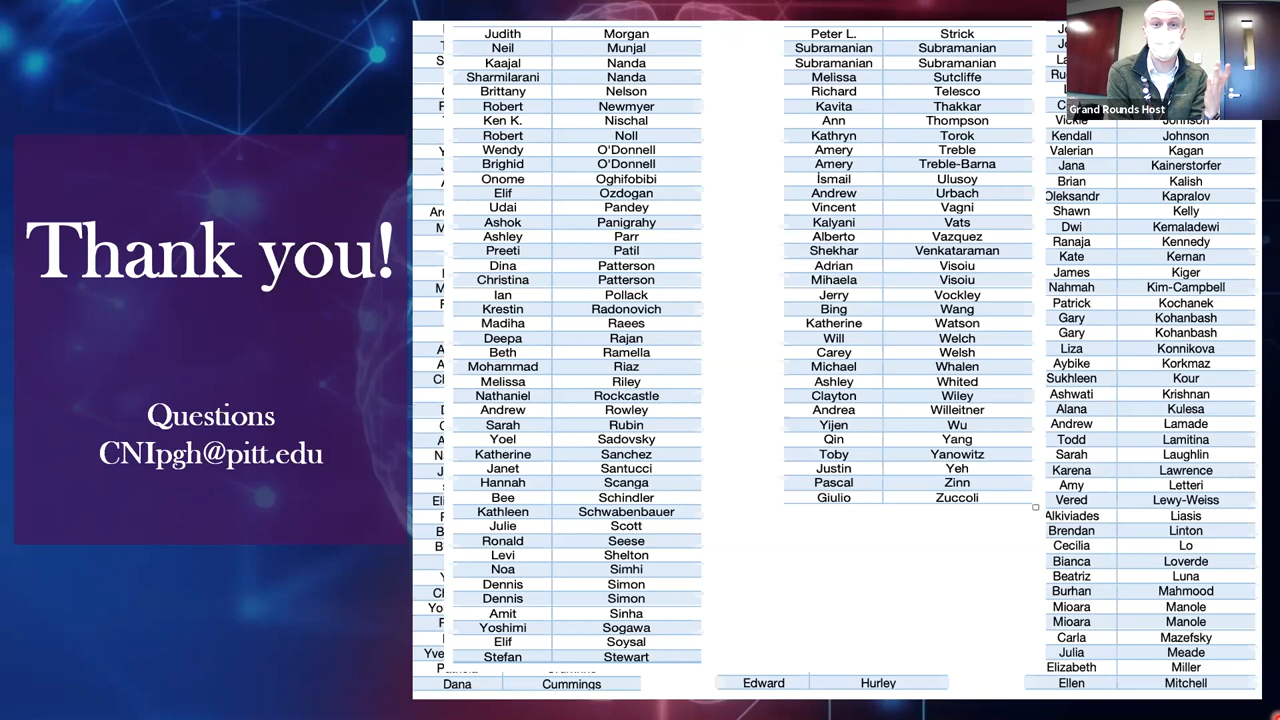 Thank you!
Questions
CNIpgh@pitt.edu
Judith Morgan
Neil Munjal
Kaajal Nanda
Sharmilarani Nanda
Brittany Nelson
Robert Newmyer
Ken K. Nischal
Robert Noll
Wendy O'Donnell
Brighid O'Donnell
Onome Oghifobibi
Elif Ozdogan
Udai Pandey
Ashok Panigrahy
Ashley Parr
Preeti Patil
Dina Patterson
Christina Patterson
Ian Pollack
Krestin Radonovich
Madiha Raees
Deepa Rajan
Beth Ramella
Mohammad Riaz
Melissa Riley
Nathaniel Rockcastle
Andrew Rowley
Sarah Rubin
Yoel Sadovsky
Katherine Sanchez
Janet Santucci
Hannah Scanga
Bee Schindler
Kathleen Schwabenbauer
Julie Scott
Ronald Seese
Levi Shelton
Noa Simhi
Dennis Simon
Dennis Simon
Amit Sinha
Yoshimi Sogawa
Elif Soysal
Stefan Stewart
Dana Cummings
Peter L. Strick
Subramanian Subramanian
Subramanian Subramanian
Melissa Sutcliffe
Richard Telesco
Kavita Thakkar
Ann Thompson
Kathryn Torok
Amery Treble
Amery Treble-Barna
İsmail Ulusoy
Andrew Urbach
Vincent Vagni
Kalyani Vats
Alberto Vazquez
Shekhar Venkataraman
Adrian Visoiu
Mihaela Visoiu
Jerry Vockley
Bing Wang
Katherine Watson
Will Welch
Carey Welsh
Michael Whalen
Ashley Whited
Clayton Wiley
Andrea Willeitner
Yijen Wu
Qin Yang
Toby Yanowitz
Justin Yeh
Pascal Zinn
Giulio Zuccoli
Edward Hurley
Grand Rounds Host
Vickie Johnson
Kendall Johnson
Valerian Kagan
Jana Kainerstorfer
Brian Kalish
Oleksandr Kapralov
Shawn Kelly
Dwi Kemaladewi
Ranaja Kennedy
Kate Kernan
James Kiger
Nahmah Kim-Campbell
Patrick Kochanek
Gary Kohanbash
Gary Kohanbash
Liza Konnikova
Aybike Korkmaz
Sukhleen Kour
Ashwati Krishnan
Alana Kulesa
Andrew Lamade
Todd Lamitina
Sarah Laughlin
Karena Lawrence
Amy Letteri
Vered Lewy-Weiss
Alkiviades Liasis
Brendan Linton
Cecilia Lo
Bianca Loverde
Beatriz Luna
Burhan Mahmood
Mioara Manole
Mioara Manole
Carla Mazefsky
Julia Meade
Elizabeth Miller
Ellen Mitchell